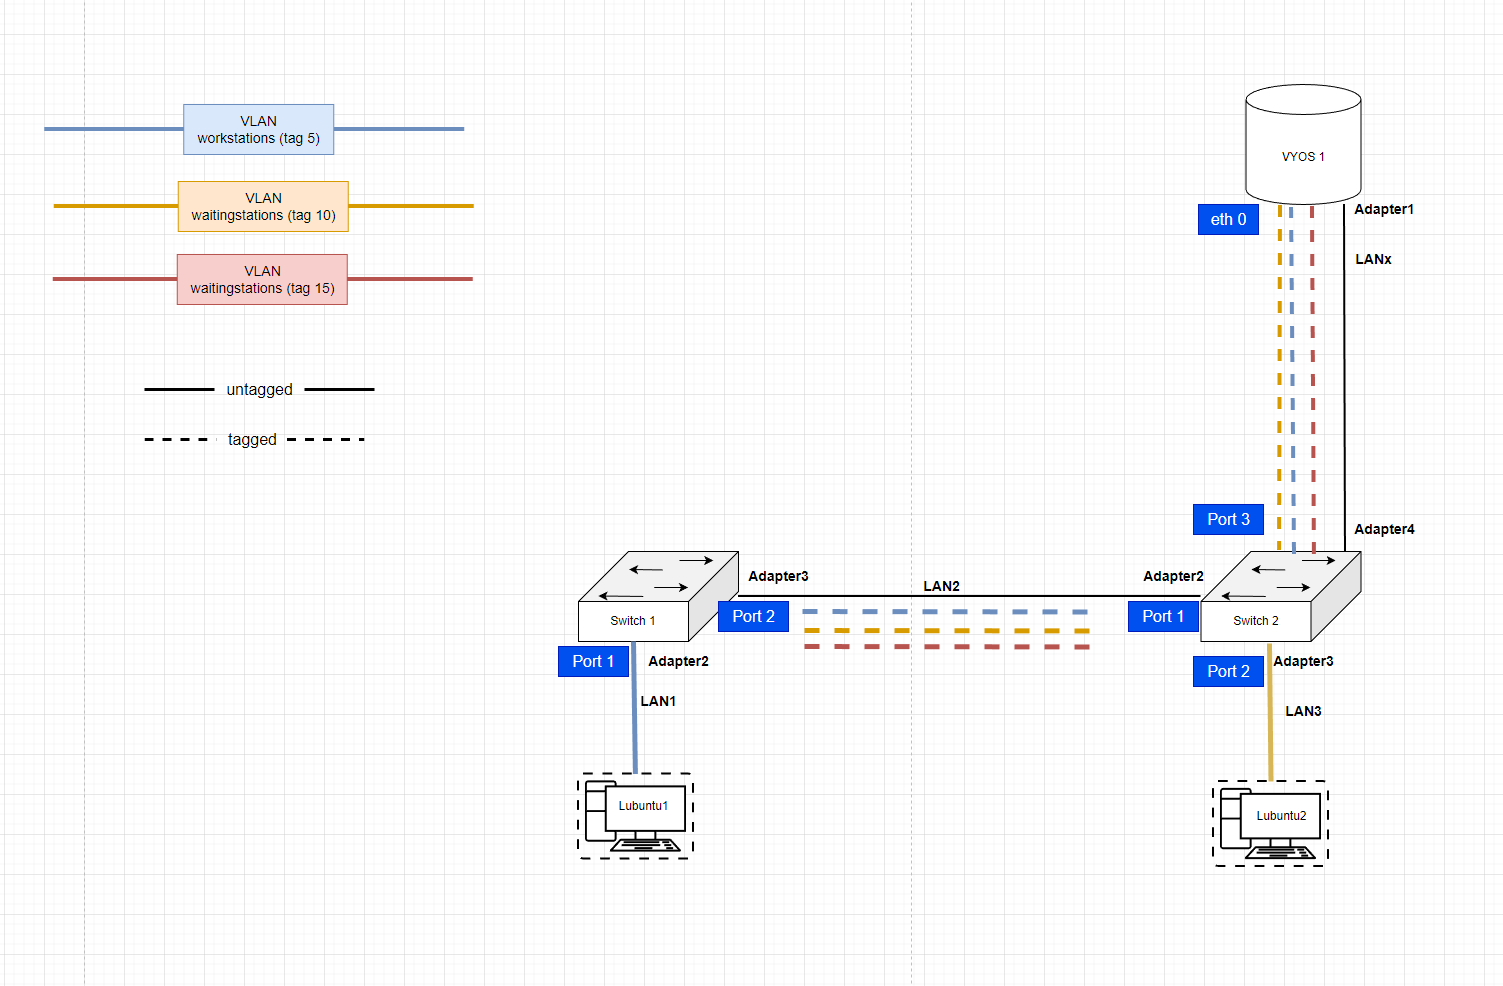 VLAN
workstations (tag 5)
VLAN
waitingstations (tag 10)
VLAN
waitingstations (tag 15)
untagged
tagged
VYOS 1
eth 0
Adapter1
LANx
Port 3
Adapter4
Adapter3
LAN2
Adapter2
Port 2
Port 1
Switch 1
Switch 2
Port 1
Adapter2
Port 2
Adapter3
LAN1
LAN3
Lubuntu1
Lubuntu2